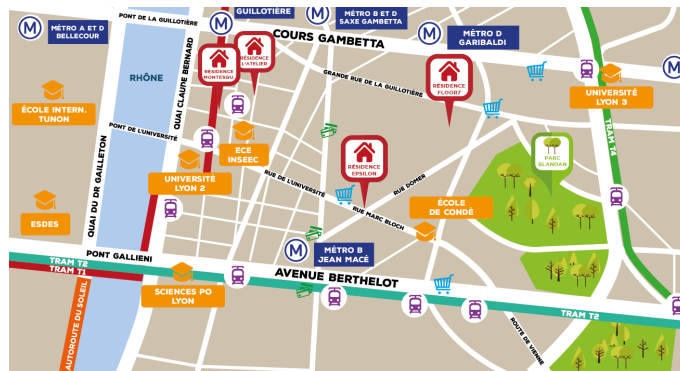 GUILLOTIÈRE
PONT DE LA GUILLOTIÈRE
M
MÉTRO A ET D
BELLECOUR
M
M
MÉTRO B ET D
SAXE GAMBETTA
M
MÉTRO D
GARIBALDI
M
COURS GAMBETTA
RHÔNE
QUAI CLAUNE BERNARD
RÉSIDENCE
MONTESQU
RÉSIDENCE
L'ATELIER
GRANDE RUE DE LA GUILLOTIÈRE
RÉSIDENCE
FLOOR7
UNIVERSITÉ
LYON 3
TRAM T4
ÉCOLE INTERN.
TUNON
PONT DE L'UNIVERSITÉ
ECE
INSEEC
UNIVERSITÉ
LYON 2
RUE DE L'UNIVERSITÉ
RÉSIDENCE
EPSILON
RUE DOMER
RUE MARC BLOCH
PARC
BLANDAN
ÉCOLE
DE CONDÉ
ESDES
QUAI DU DR GAILLETON
PONT GALLIENI
M
MÉTRO B
JEAN MACÉ
TRAM T2
TRAM T1
AVENUE BERTHELOT
SCIENCES PO
LYON
TRAM T2
AUTOROUTE DU SOLEIL
ROUTE DE VIENNE